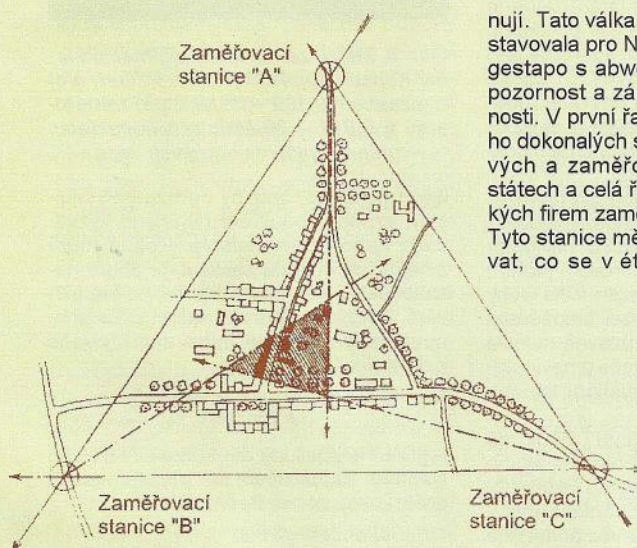 Zaměřovací
stanice "A"
Zaměřovací
stanice "B"
Zaměřovací
stanice "C"
nují. Tato válka
stavovala pro N
gestapo s abw
pozornost a zá
nosti. V první řa
ho dokonalých s
vých a zaměřo
státech a celá ř
kých firem zamě
Tyto stanice mě
vat, co se v ét